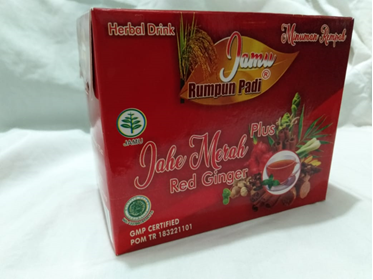 Herbal Drink
Minuman Rempah
Jamu
Rumpun Padi ®
JAMU
Plus
Jahe Merah
Red Ginger
GMP CERTIFIED
POM TR 183221101